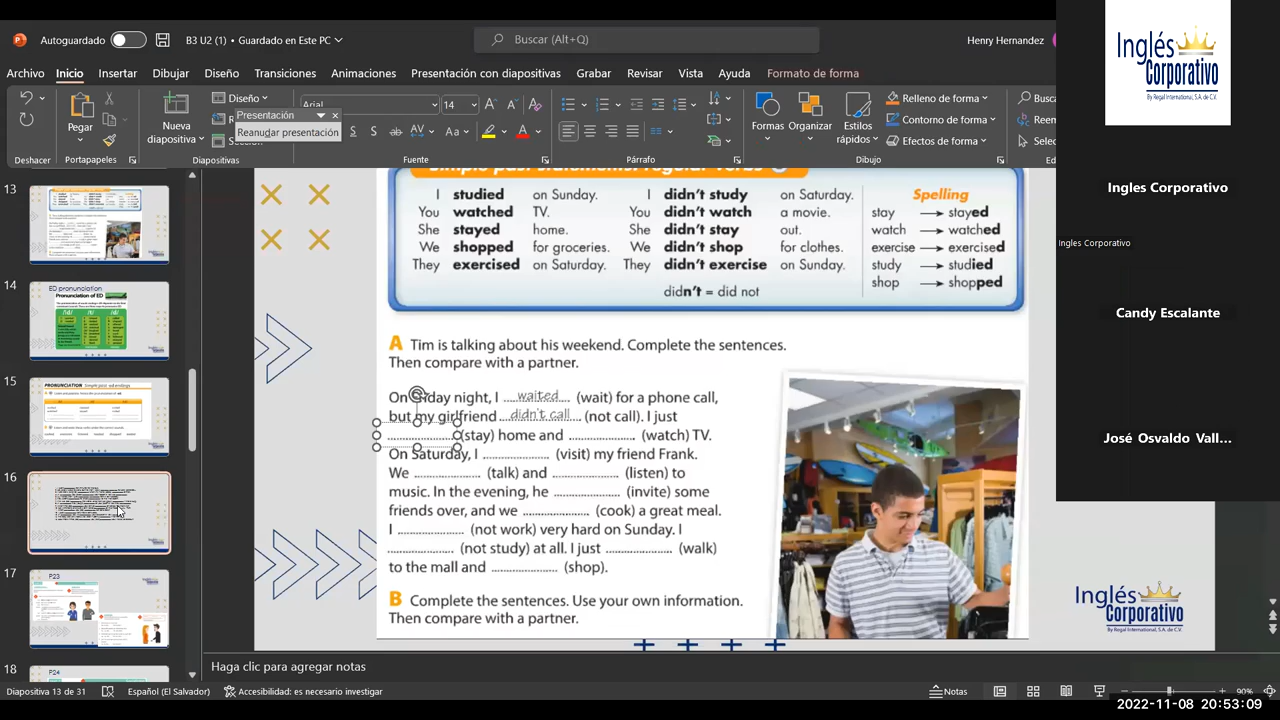 Autoguardado
B3 U2 (1) • Guardado en Este PC
Buscar (Alt+Q)
Henry Hernandez
Archivo Inicio Insertar Dibujar Diseño Transiciones Animaciones Presentación con diapositivas Grabar Revisar Vista Ayuda Formato de forma
Pegar
Nueva diapositiva
Diseño
Presentación
Reanudar presentación
Formas
Organizar
Estilos rápidos
Relleno de forma
Contorno de forma
Efectos de forma
Deshacer Portapapeles Diapositivas Fuente Párrafo Dibujo
13
14
ED pronunciation
Pronunciation of ED
15
PRONUNCIATION
16
17
P23
18
P24
I studied on Sunday. I didn't study on Saturday. Spelling
You watched TV. You didn't watch movie. stay → stayed
She stayed home. She didn't stay watch → watched
We shopped for groceries. We didn't shop for clothes. exercise → exercised
They exercised on Saturday. They didn't exercise on Sunday. study → studied
didn't = did not shop → shopped
A Tim is talking about his weekend. Complete the sentences.
Then compare with a partner.
On day night, I waited (wait) for a phone call,
but my girlfriend didn't call (not call). I just
(stay) home and (watch) TV.
On Saturday, I (visit) my friend Frank.
We (talk) and (listen) to
music. In the evening, he (invite) some
friends over, and we (cook) a great meal.
I (not work) very hard on Sunday. I
(not study) at all. I just (walk)
to the mall and (shop).
B Complete the sentences. Use your own information.
Then compare with a partner.
Inglés
Corporativo
By Regal International, S.A. de C.V.
Haga clic para agregar notas
Diapositiva 13 de 31 Español (El Salvador) Accesibilidad: es necesario investigar Notas 90%
Inglés
Corporativo
By Regal International, S.A. de C.V.
Ingles Corporativo
Ingles Corporativo
Candy Escalante
José Osvaldo Vall...
2022-11-08 20:53:09